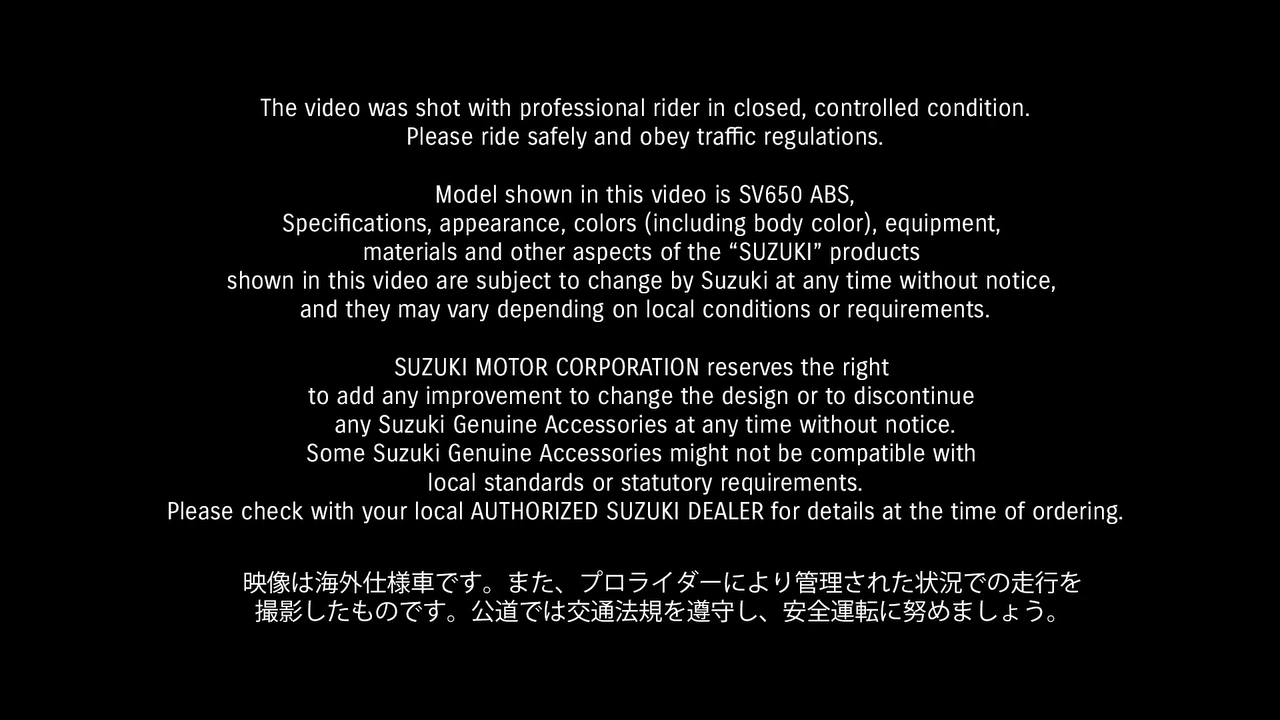 The video was shot with professional rider in closed, controlled condition.
Please ride safely and obey traffic regulations.
Model shown in this video is SV650 ABS,
Specifications, appearance, colors (including body color), equipment,
materials and other aspects of the “SUZUKI” products
shown in this video are subject to change by Suzuki at any time without notice,
and they may vary depending on local conditions or requirements.
SUZUKI MOTOR CORPORATION reserves the right
to add any improvement to change the design or to discontinue
any Suzuki Genuine Accessories at any time without notice.
Some Suzuki Genuine Accessories might not be compatible with
local standards or statutory requirements.
Please check with your local AUTHORIZED SUZUKI DEALER for details at the time of ordering.
映像は海外仕様車です。また、プロライダーにより管理された状況での走行を
撮影したものです。公道では交通法規を遵守し、安全運転に努めましょう。